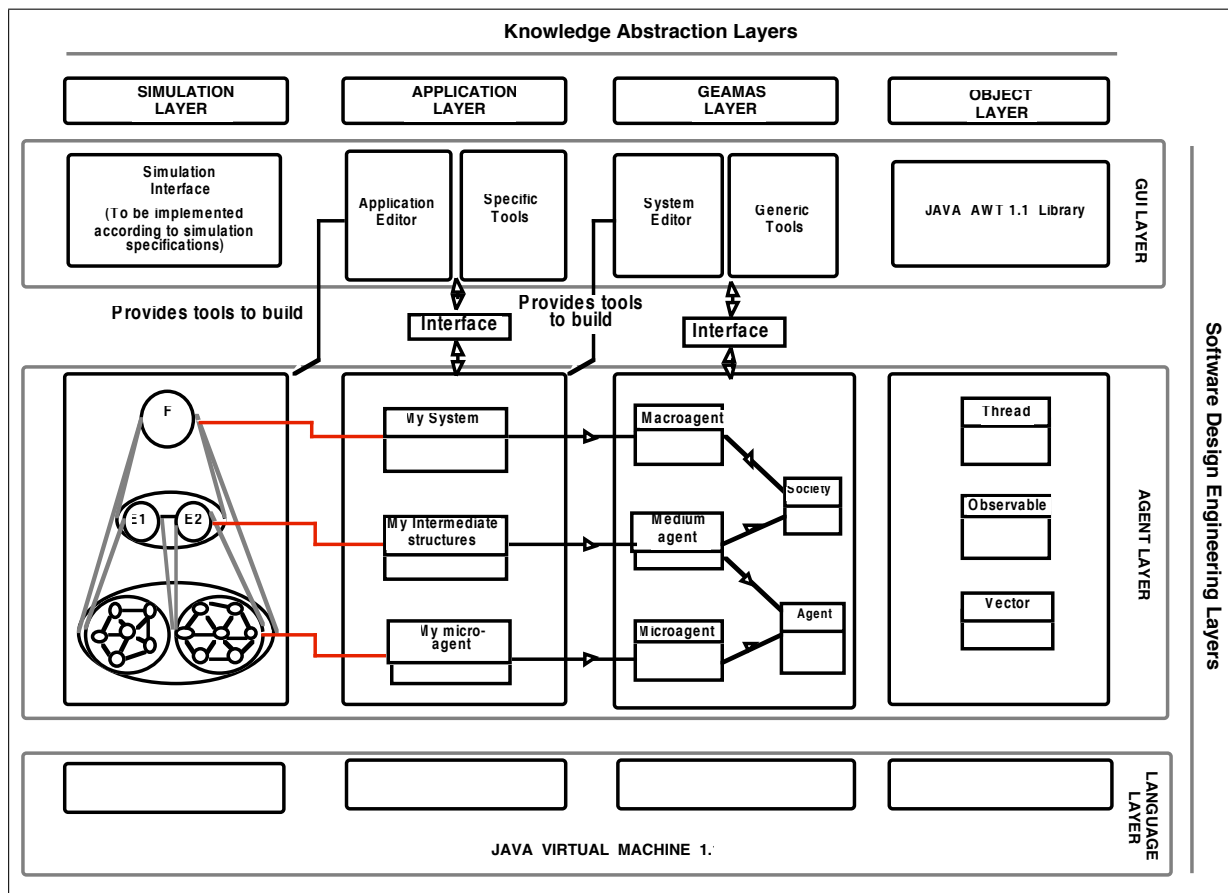 Knowledge Abstraction Layers
SIMULATION
LAYER
APPLICATION
LAYER
GEAMAS
LAYER
OBJECT
LAYER
Simulation
Interface
(To be implemented
according to simulation
specifications)
Application
Editor
Specific
Tools
System
Editor
Generic
Tools
JAVA AWT 1.1 Library
GUI LAYER
Provides tools to build
Interface
Provides tools
to build
Interface
Software Design Engineering Layers
F
E1
E2
My System
My Intermediate
structures
My micro-
agent
Macroagent
Medium
agent
Microagent
Society
Agent
Thread
Observable
Vector
AGENT LAYER
JAVA VIRTUAL MACHINE 1.
LANGUAGE
LAYER